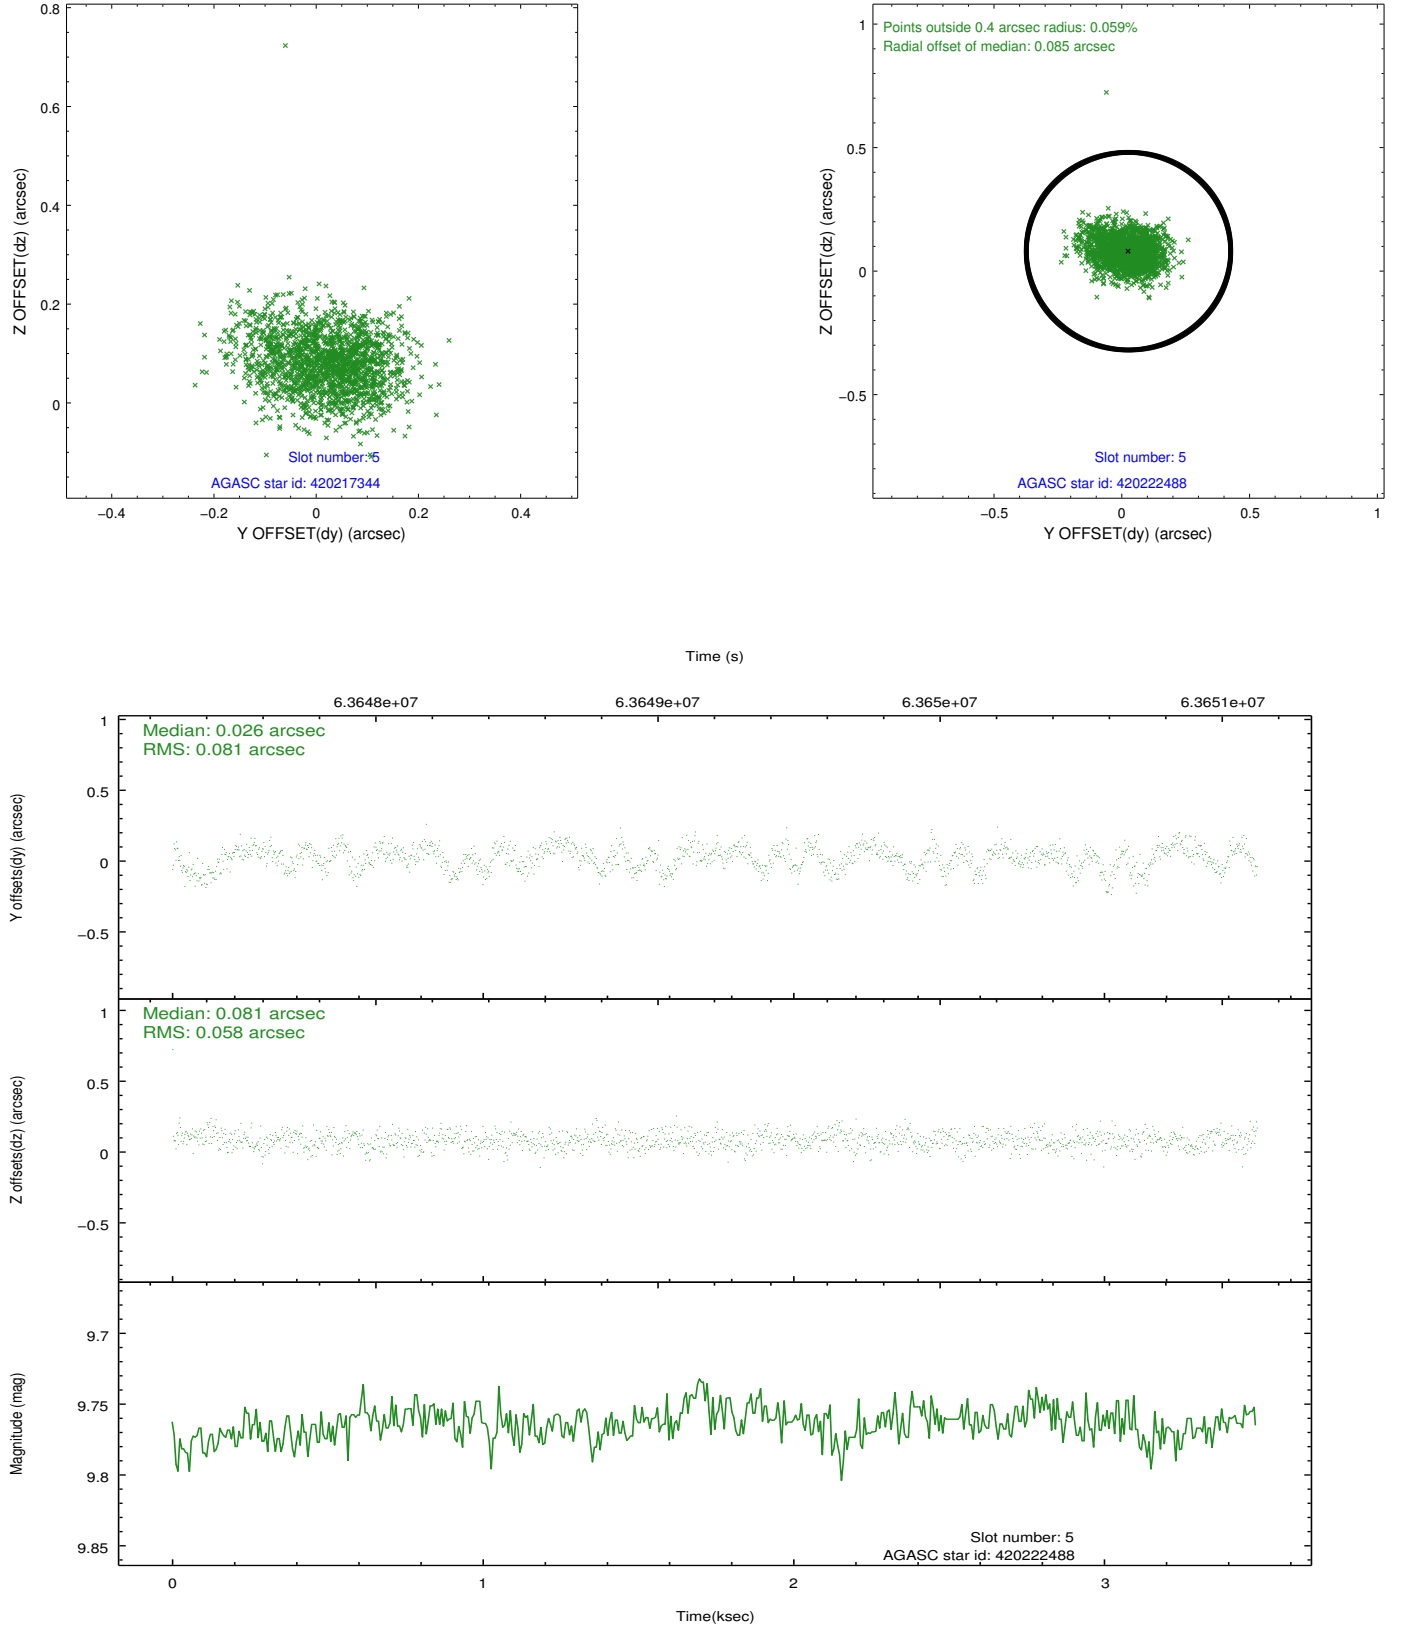 0.8
0.6
0.4
0.2
0
Z OFFSET(dz) (arcsec)
Slot number: 5
AGASC star id: 420217344
−0.4 −0.2 0 0.2 0.4
Y OFFSET(dy) (arcsec)
Points outside 0.4 arcsec radius: 0.059%
Radial offset of median: 0.085 arcsec
1
0.5
0
−0.5
Z OFFSET(dz) (arcsec)
Slot number: 5
AGASC star id: 420222488
−0.5 0 0.5 1
Y OFFSET(dy) (arcsec)
Time (s)
6.3648e+07 6.3649e+07 6.365e+07 6.3651e+07
Median: 0.026 arcsec
RMS: 0.081 arcsec
1
0.5
0
−0.5
Y offsets(dy) (arcsec)
Median: 0.081 arcsec
RMS: 0.058 arcsec
1
0.5
0
−0.5
Z offsets(dz) (arcsec)
9.7
9.75
9.8
9.85
Magnitude (mag)
Slot number: 5
AGASC star id: 420222488
0 1 2 3
Time(ksec)